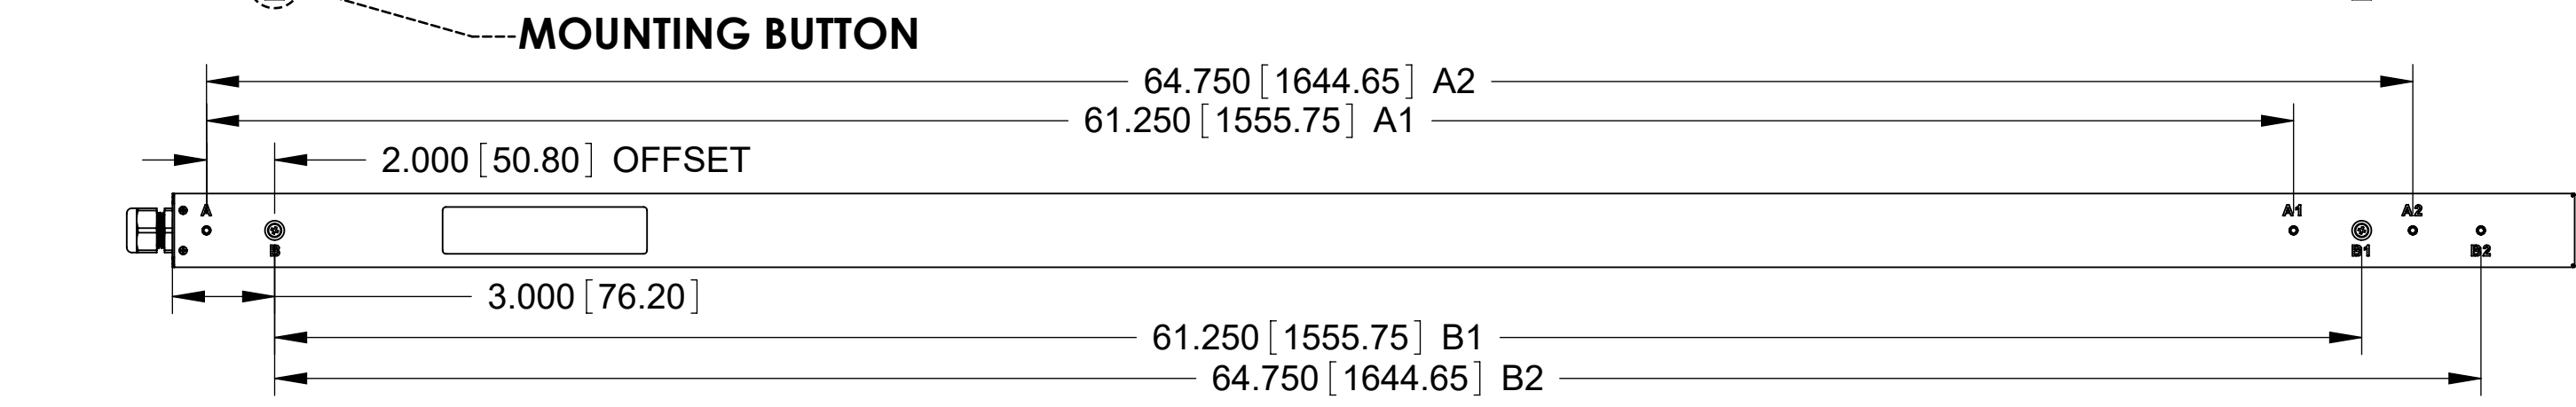 MOUNTING BUTTON
64.750 [1644.65] A2
61.250 [1555.75] A1
2.000 [50.80] OFFSET
A A1 A2
B B1 B2
3.000 [76.20]
61.250 [1555.75] B1
64.750 [1644.65] B2